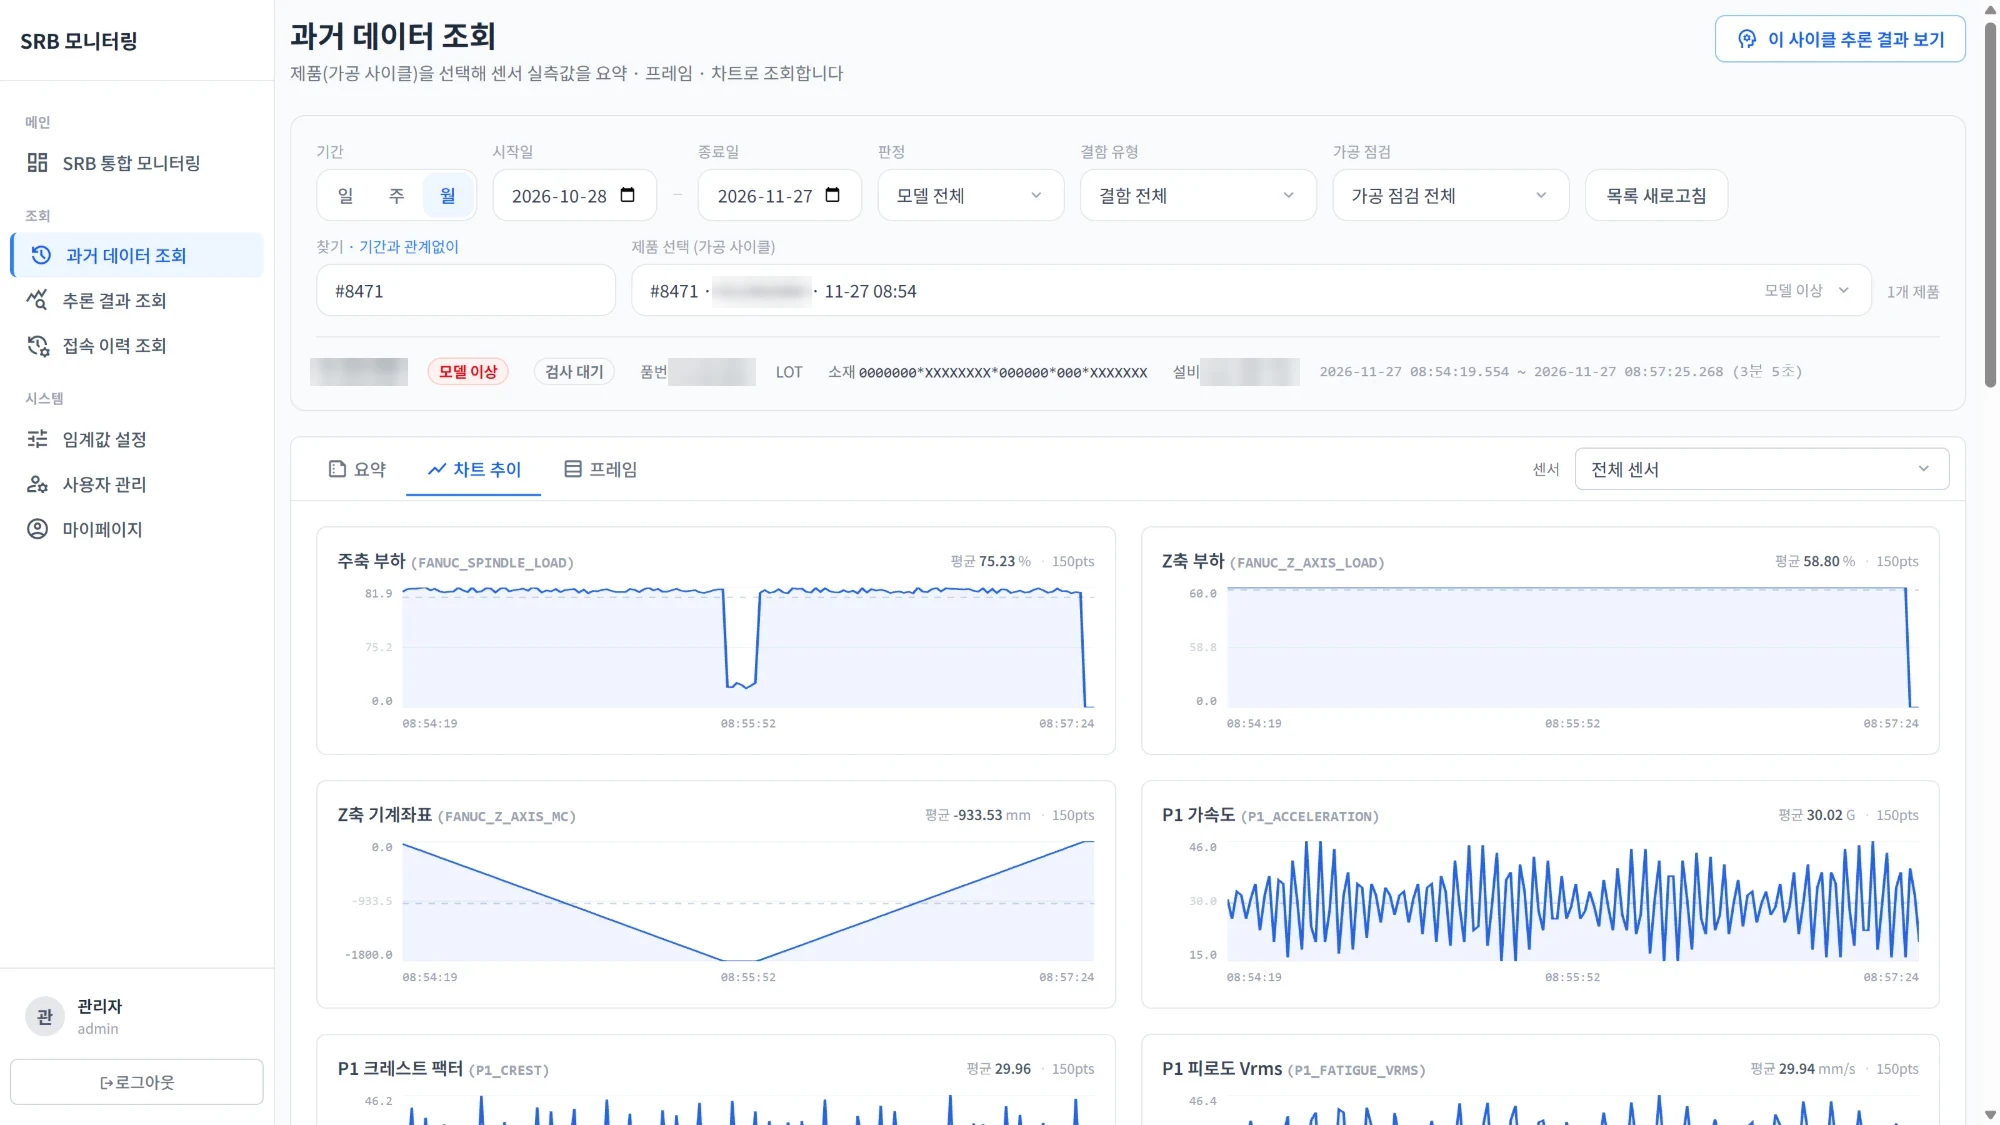 SRB 모니터링
메인
SRB 통합 모니터링
조회
과거 데이터 조회
추론 결과 조회
접속 이력 조회
시스템
임계값 설정
사용자 관리
마이페이지
관 관리자
admin
로그아웃
과거 데이터 조회
제품(가공 사이클)을 선택해 센서 실측값을 요약 · 프레임 · 차트로 조회합니다
이 사이클 추론 결과 보기
기간 시작일 종료일 판정 결함 유형 가공 점검
일 주 월 2026-10-28 – 2026-11-27 모델 전체 결함 전체 가공 점검 전체 목록 새로고침
찾기 · 기간과 관계없이 제품 선택 (가공 사이클)
#8471 #8471 · · 11-27 08:54 모델 이상 1개 제품
모델 이상 검사 대기 품번 LOT 소재 0000000*XXXXXXXX*000000*000*XXXXXXX 설비 2026-11-27 08:54:19.554 ~ 2026-11-27 08:57:25.268 (3분 5초)
요약 차트 추이 프레임 센서 전체 센서
주축 부하 (FANUC_SPINDLE_LOAD) 평균 75.23 % · 150pts
81.9
75.2
0.0
08:54:19 08:55:52 08:57:24
Z축 부하 (FANUC_Z_AXIS_LOAD) 평균 58.80 % · 150pts
60.0
58.8
0.0
08:54:19 08:55:52 08:57:24
Z축 기계좌표 (FANUC_Z_AXIS_MC) 평균 -933.53 mm · 150pts
0.0
-933.5
-1800.0
08:54:19 08:55:52 08:57:24
P1 가속도 (P1_ACCELERATION) 평균 30.02 G · 150pts
46.0
30.0
15.0
08:54:19 08:55:52 08:57:24
P1 크레스트 팩터 (P1_CREST) 평균 29.96 · 150pts
46.2
P1 피로도 Vrms (P1_FATIGUE_VRMS) 평균 29.94 mm/s · 150pts
46.4